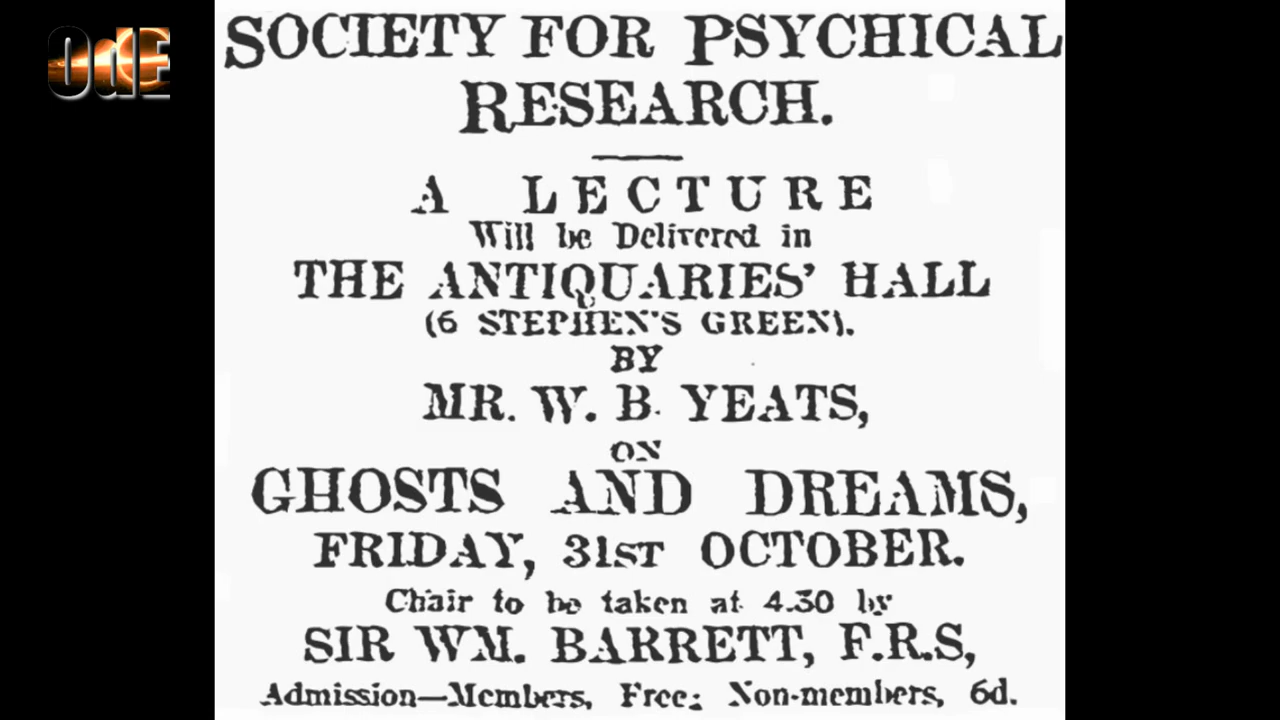 OdE
SOCIETY FOR PSYCHICAL
RESEARCH.
A LECTURE
Will be Delivered in
THE ANTIQUARIES' HALL
(6 STEPHEN'S GREEN).
BY
MR. W. B. YEATS,
ON
GHOSTS AND DREAMS,
FRIDAY, 31ST OCTOBER.
Chair to be taken at 4.30 by
SIR WM. BARRETT, F.R.S,
Admission—Members, Free; Non-members, 6d.